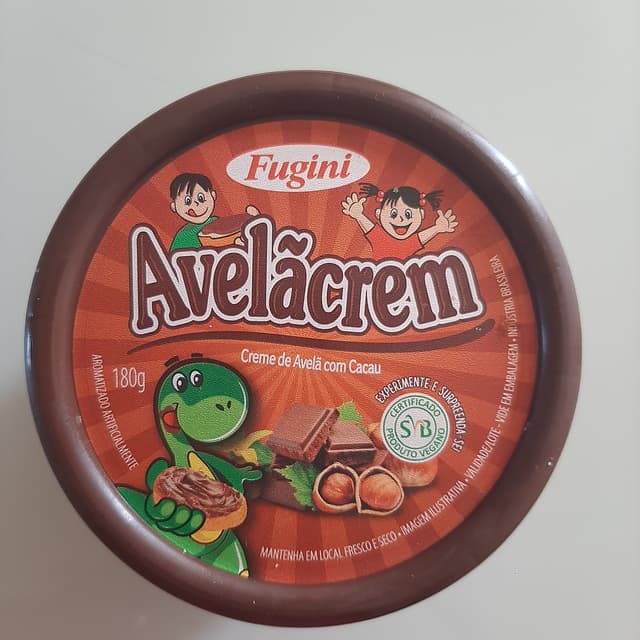 Fugini
Avelãcrem
Creme de Avelã com Cacau
180g
AROMATIZADO ARTIFICIALMENTE
EXPERIMENTE E SURPREENDA-SE!
CERTIFICADO
SVB
PRODUTO VEGANO
MANTENHA EM LOCAL FRESCO E SECO • IMAGEM ILUSTRATIVA • VALIDADE/LOTE - VIDE EM EMBALAGEM • INDÚSTRIA BRASILEIRA